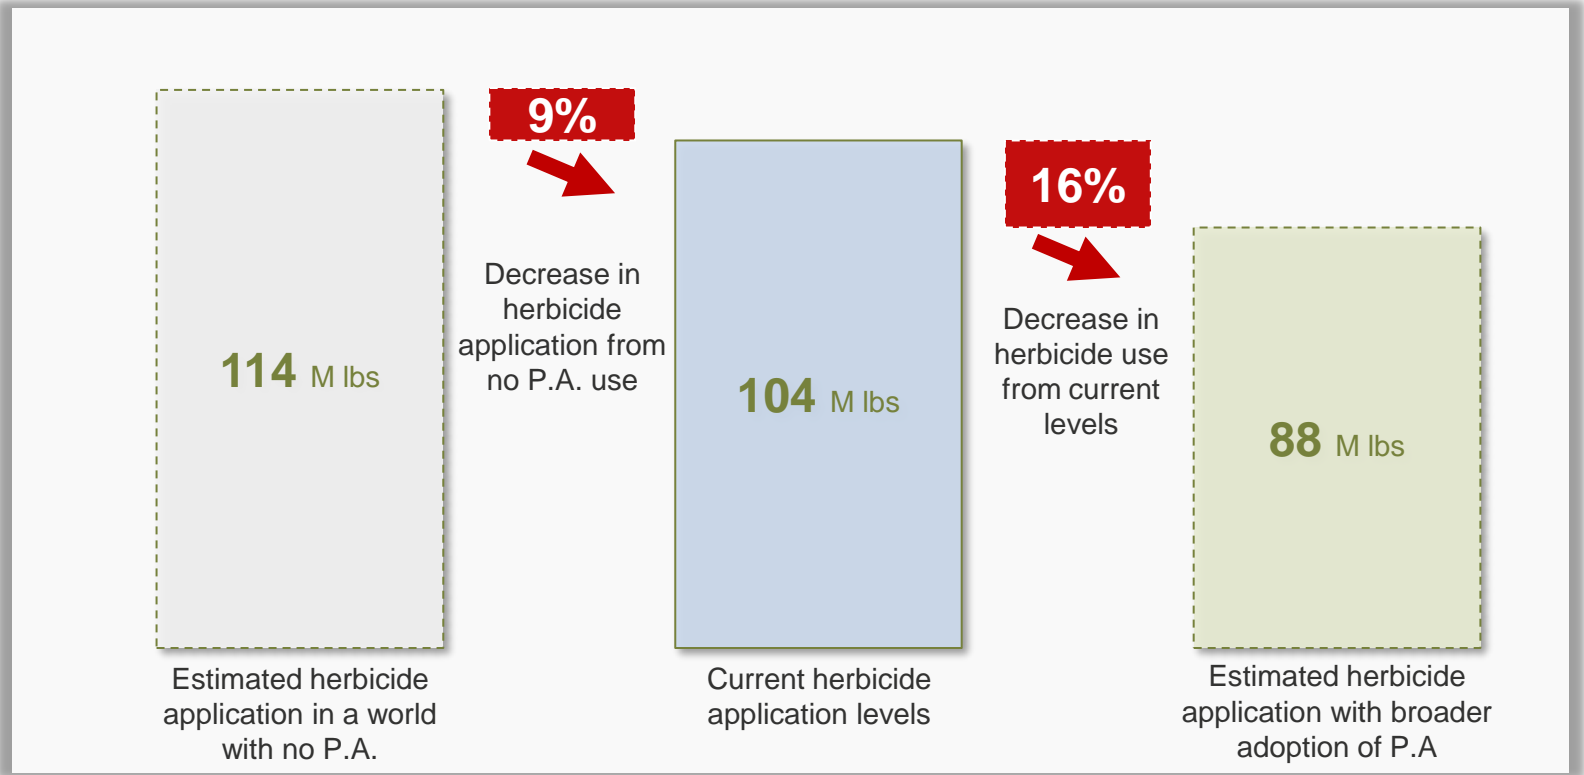 114 M lbs
Estimated herbicide
application in a world
with no P.A.
9%
Decrease in
herbicide
application from
no P.A. use
104 M lbs
Current herbicide
application levels
16%
Decrease in
herbicide use
from current
levels
88 M lbs
Estimated herbicide
application with broader
adoption of P.A